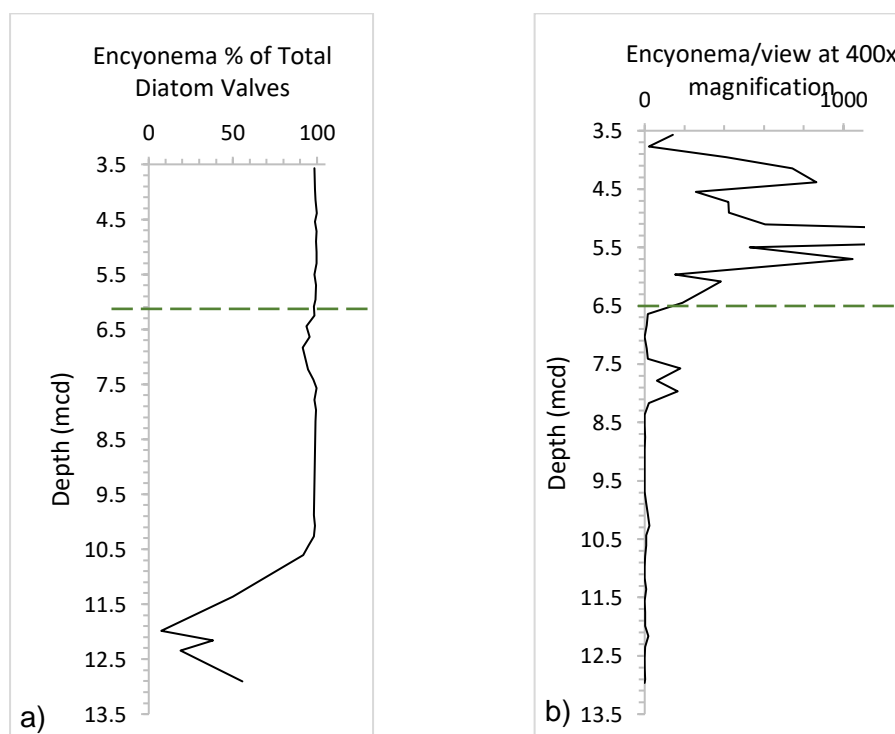 Encyonema % of Total
Diatom Valves
0 50 100
3.5
4.5
5.5
6.5
7.5
8.5
9.5
10.5
11.5
12.5
13.5
Depth (mcd)
a)
Encyonema/view at 400x
magnification
0 1000
3.5
4.5
5.5
6.5
7.5
8.5
9.5
10.5
11.5
12.5
13.5
Depth (mcd)
b)